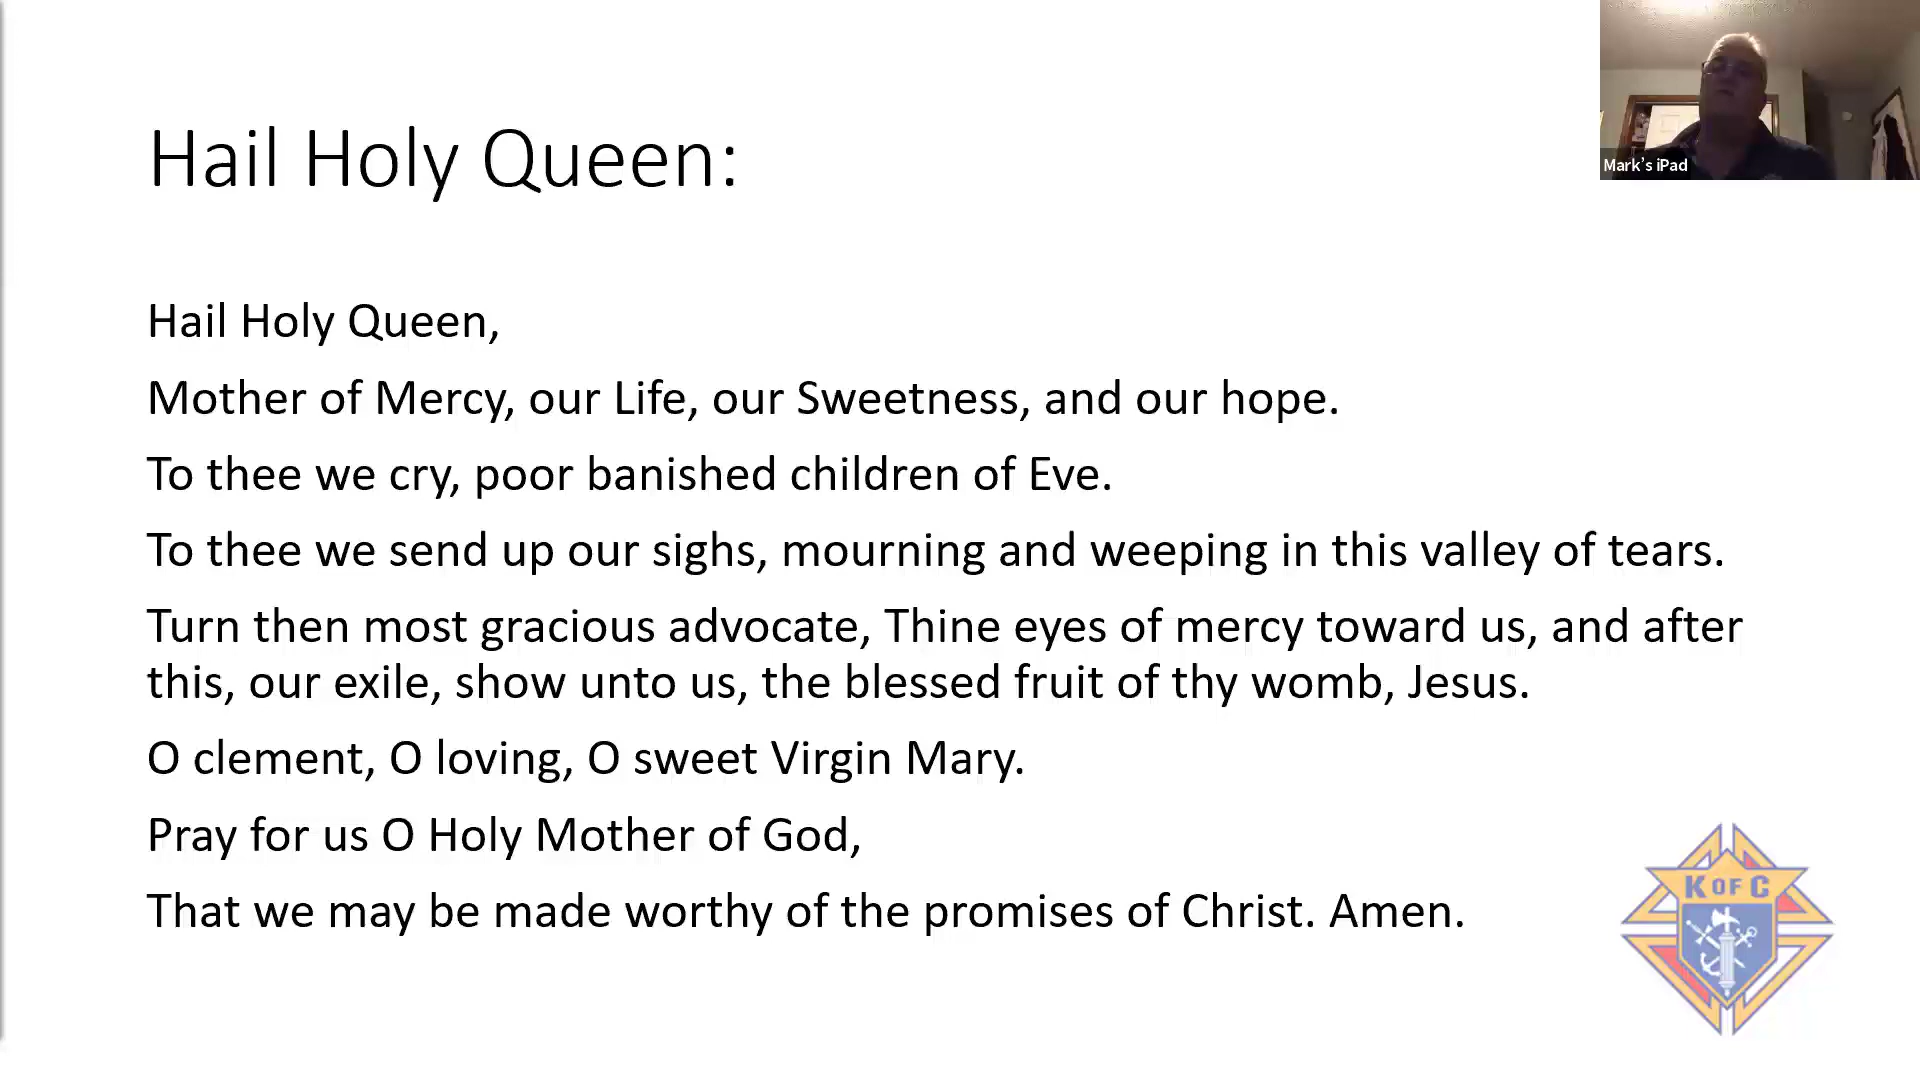 Mark's iPad
Hail Holy Queen:
Hail Holy Queen,
Mother of Mercy, our Life, our Sweetness, and our hope.
To thee we cry, poor banished children of Eve.
To thee we send up our sighs, mourning and weeping in this valley of tears.
Turn then most gracious advocate, Thine eyes of mercy toward us, and after
this, our exile, show unto us, the blessed fruit of thy womb, Jesus.
O clement, O loving, O sweet Virgin Mary.
Pray for us O Holy Mother of God,
That we may be made worthy of the promises of Christ. Amen.
K OF C